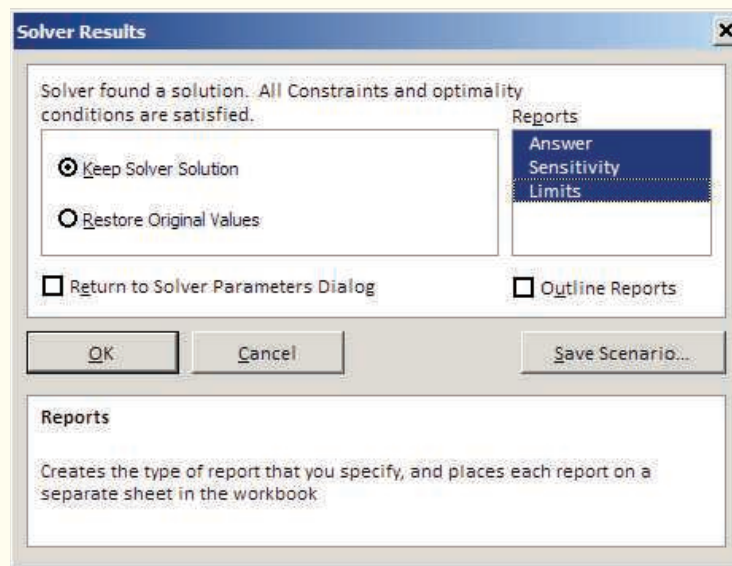 Solver Results
Solver found a solution. All Constraints and optimality
conditions are satisfied.
Reports
Keep Solver Solution
Restore Original Values
Answer
Sensitivity
Limits
Return to Solver Parameters Dialog
Outline Reports
OK
Cancel
Save Scenario...
Reports
Creates the type of report that you specify, and places each report on a
separate sheet in the workbook